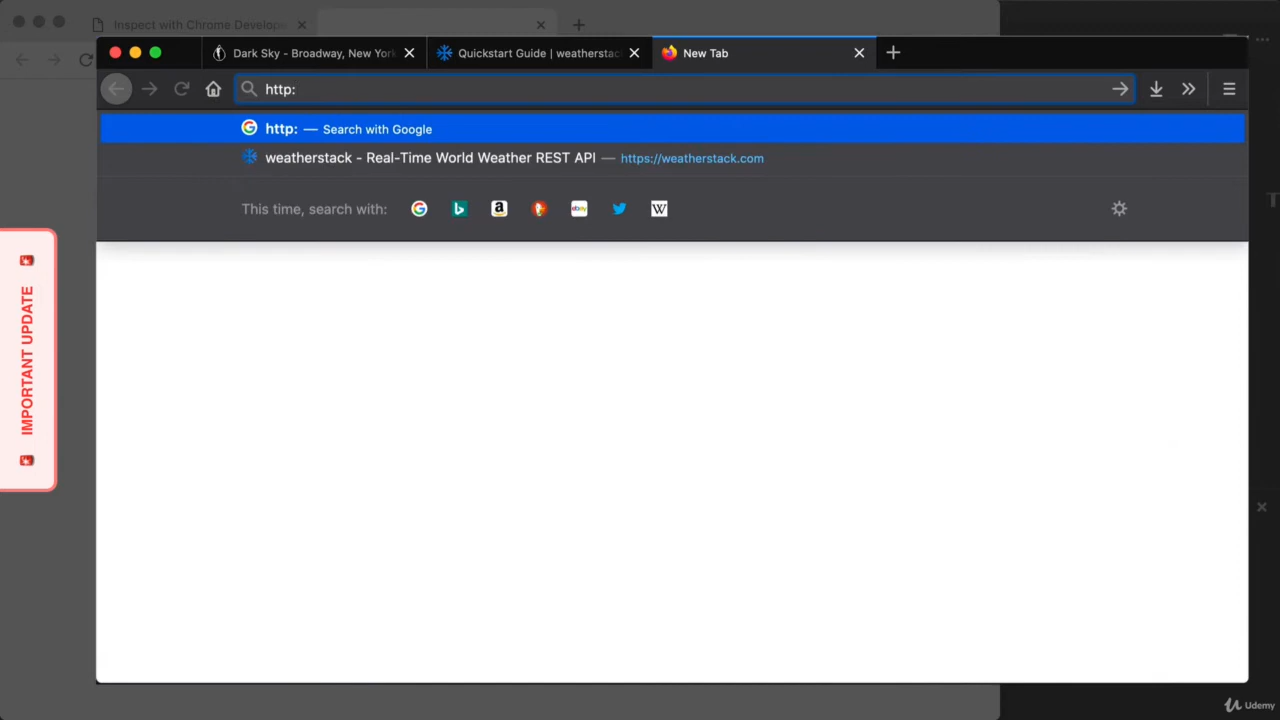 Inspect with Chrome Develope
Dark Sky - Broadway, New York
Quickstart Guide | weatherstac
New Tab
http:
http: — Search with Google
weatherstack - Real-Time World Weather REST API — https://weatherstack.com
This time, search with:
ebay
W
IMPORTANT UPDATE
Udemy